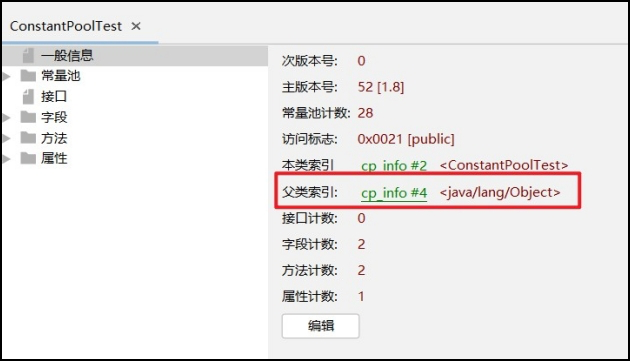 ConstantPoolTest ×
一般信息
常量池
接口
字段
方法
属性
次版本号: 0
主版本号: 52 [1.8]
常量池计数: 28
访问标志: 0x0021 [public]
本类索引 cp_info #2 <ConstantPoolTest>
父类索引: cp_info #4 <java/lang/Object>
接口计数: 0
字段计数: 2
方法计数: 2
属性计数: 1
编辑